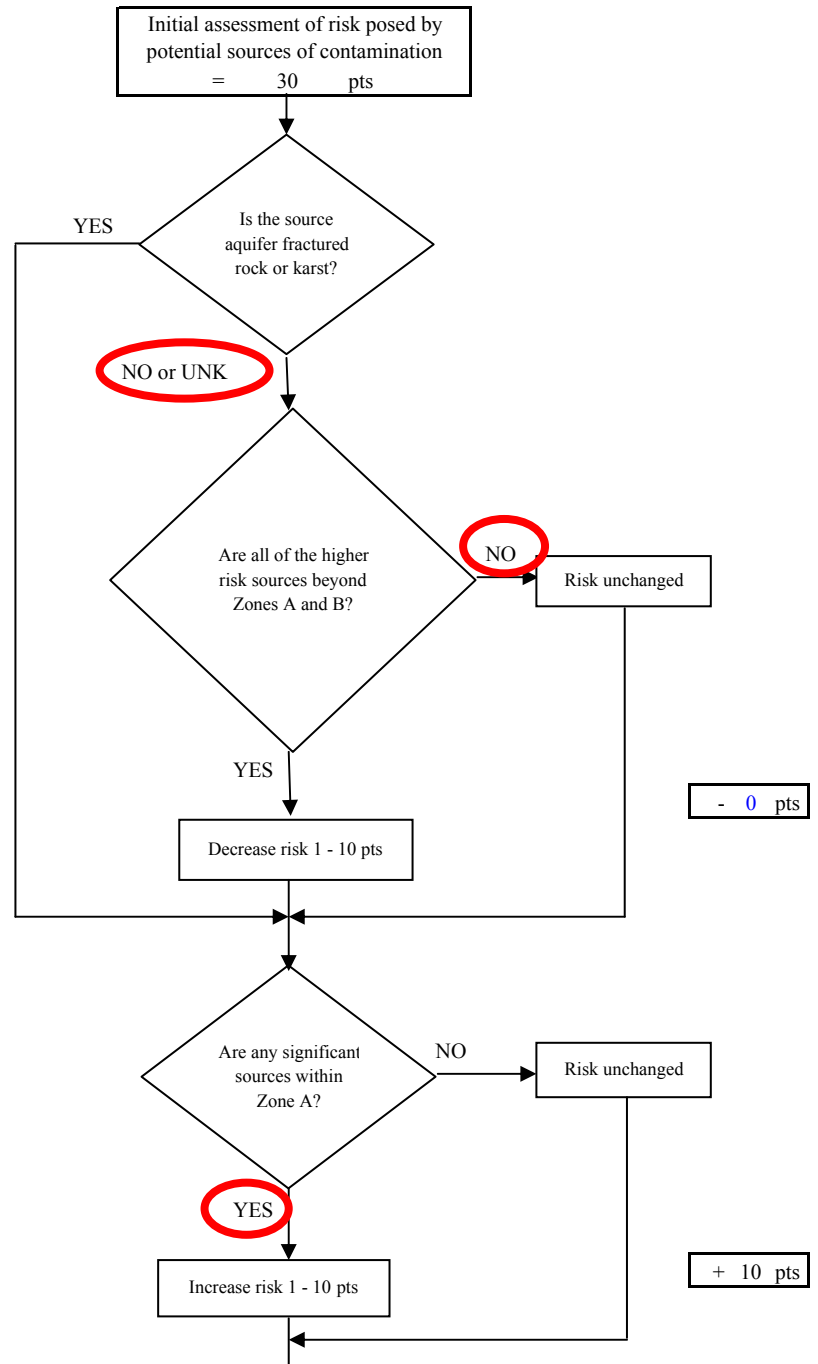 Initial assessment of risk posed by
potential sources of contamination
= 30 pts
YES
Is the source
aquifer fractured
rock or karst?
NO or UNK
Are all of the higher
risk sources beyond
Zones A and B?
NO
Risk unchanged
YES
- 0 pts
Decrease risk 1 - 10 pts
Are any significant
sources within
Zone A?
NO
Risk unchanged
YES
+ 10 pts
Increase risk 1 - 10 pts